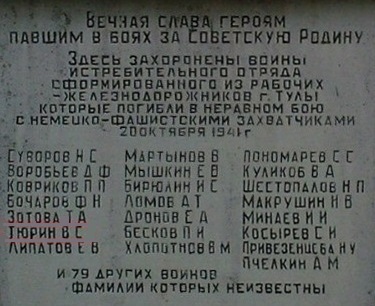 Вечная слава героям
павшим в боях за Советскую Родину
Здесь захоронены воины
истребительного отряда
сформированного из рабочих
-железнодорожников г. Тулы
которые погибли в неравном бою
с немецко-фашистскими захватчиками
20 октября 1941 г
Суворов Н С Мартынов В Пономарев С С
Воробьев Д Ф Мышкин Е В Куликов В А
Ковриков П П Бирюлин И С Шестопалов Н П
Бочаров Ф Н Ломов А Т Макрушин Н В
Зотова Т А Дронов Е А Минаев И И
Тюрин В С Бесков П И Косырев С И
Липатов Е В Хлопотнов В М Привезенцева Н У
Пчелкин А М
и 79 других воинов
фамилии которых неизвестны